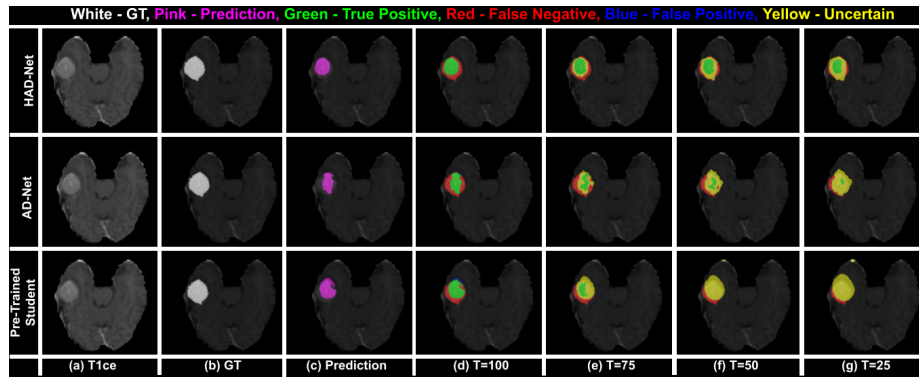 White - GT, Pink - Prediction, Green - True Positive, Red - False Negative, Blue - False Positive, Yellow - Uncertain
HAD-Net
AD-Net
Pre-Trained
Student
(a) T1ce (b) GT (c) Prediction (d) T=100 (e) T=75 (f) T=50 (g) T=25